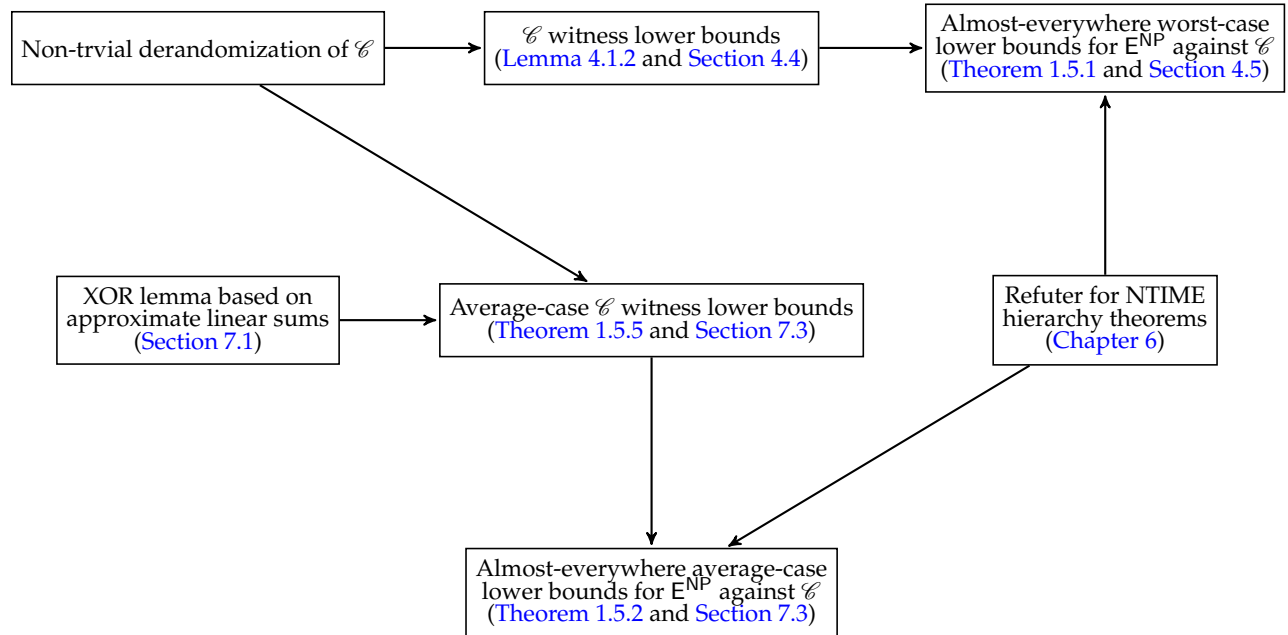 Non-trvial derandomization of 𝒞
𝒞 witness lower bounds
(Lemma 4.1.2 and Section 4.4)
Almost-everywhere worst-case
lower bounds for E^NP against 𝒞
(Theorem 1.5.1 and Section 4.5)
XOR lemma based on
approximate linear sums
(Section 7.1)
Average-case 𝒞 witness lower bounds
(Theorem 1.5.5 and Section 7.3)
Refuter for NTIME
hierarchy theorems
(Chapter 6)
Almost-everywhere average-case
lower bounds for E^NP against 𝒞
(Theorem 1.5.2 and Section 7.3)